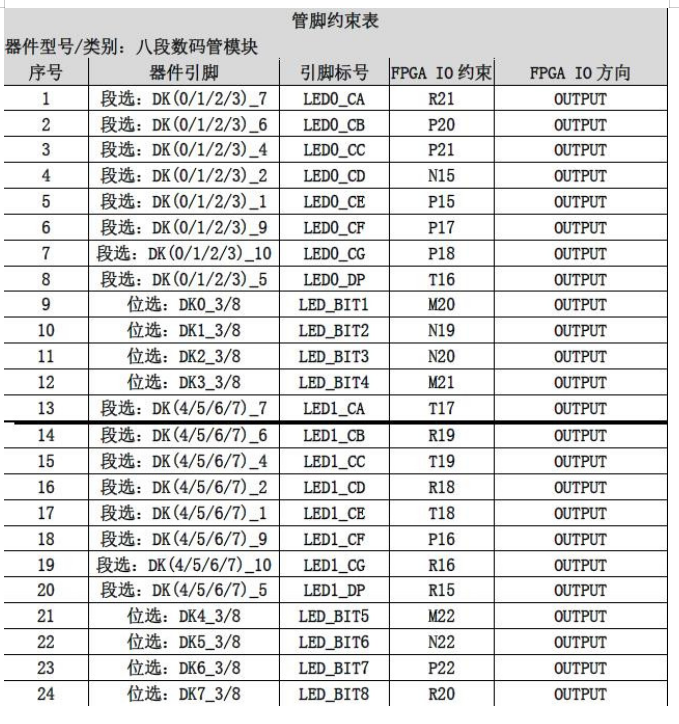 管脚约束表
器件型号/类别：八段数码管模块
序号 器件引脚 引脚标号 FPGA IO 约束 FPGA IO 方向
1 段选：DK(0/1/2/3)_7 LED0_CA R21 OUTPUT
2 段选：DK(0/1/2/3)_6 LED0_CB P20 OUTPUT
3 段选：DK(0/1/2/3)_4 LED0_CC P21 OUTPUT
4 段选：DK(0/1/2/3)_2 LED0_CD N15 OUTPUT
5 段选：DK(0/1/2/3)_1 LED0_CE P15 OUTPUT
6 段选：DK(0/1/2/3)_9 LED0_CF P17 OUTPUT
7 段选：DK(0/1/2/3)_10 LED0_CG P18 OUTPUT
8 段选：DK(0/1/2/3)_5 LED0_DP T16 OUTPUT
9 位选：DK0_3/8 LED_BIT1 M20 OUTPUT
10 位选：DK1_3/8 LED_BIT2 N19 OUTPUT
11 位选：DK2_3/8 LED_BIT3 N20 OUTPUT
12 位选：DK3_3/8 LED_BIT4 M21 OUTPUT
13 段选：DK(4/5/6/7)_7 LED1_CA T17 OUTPUT
14 段选：DK(4/5/6/7)_6 LED1_CB R19 OUTPUT
15 段选：DK(4/5/6/7)_4 LED1_CC T19 OUTPUT
16 段选：DK(4/5/6/7)_2 LED1_CD R18 OUTPUT
17 段选：DK(4/5/6/7)_1 LED1_CE T18 OUTPUT
18 段选：DK(4/5/6/7)_9 LED1_CF P16 OUTPUT
19 段选：DK(4/5/6/7)_10 LED1_CG R16 OUTPUT
20 段选：DK(4/5/6/7)_5 LED1_DP R15 OUTPUT
21 位选：DK4_3/8 LED_BIT5 M22 OUTPUT
22 位选：DK5_3/8 LED_BIT6 N22 OUTPUT
23 位选：DK6_3/8 LED_BIT7 P22 OUTPUT
24 位选：DK7_3/8 LED_BIT8 R20 OUTPUT